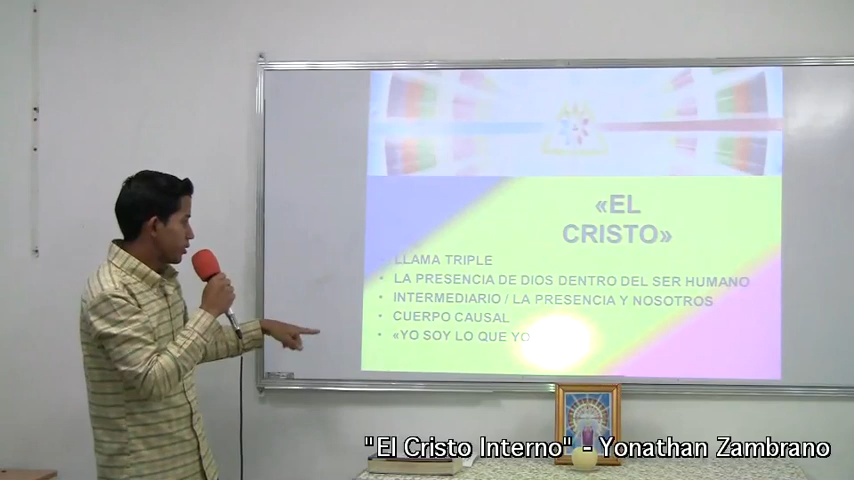 «EL
CRISTO»
• LLAMA TRIPLE
• LA PRESENCIA DE DIOS DENTRO DEL SER HUMANO
• INTERMEDIARIO / LA PRESENCIA Y NOSOTROS
• CUERPO CAUSAL
• «YO SOY LO QUE YO
"El Cristo Interno" - Yonathan Zambrano